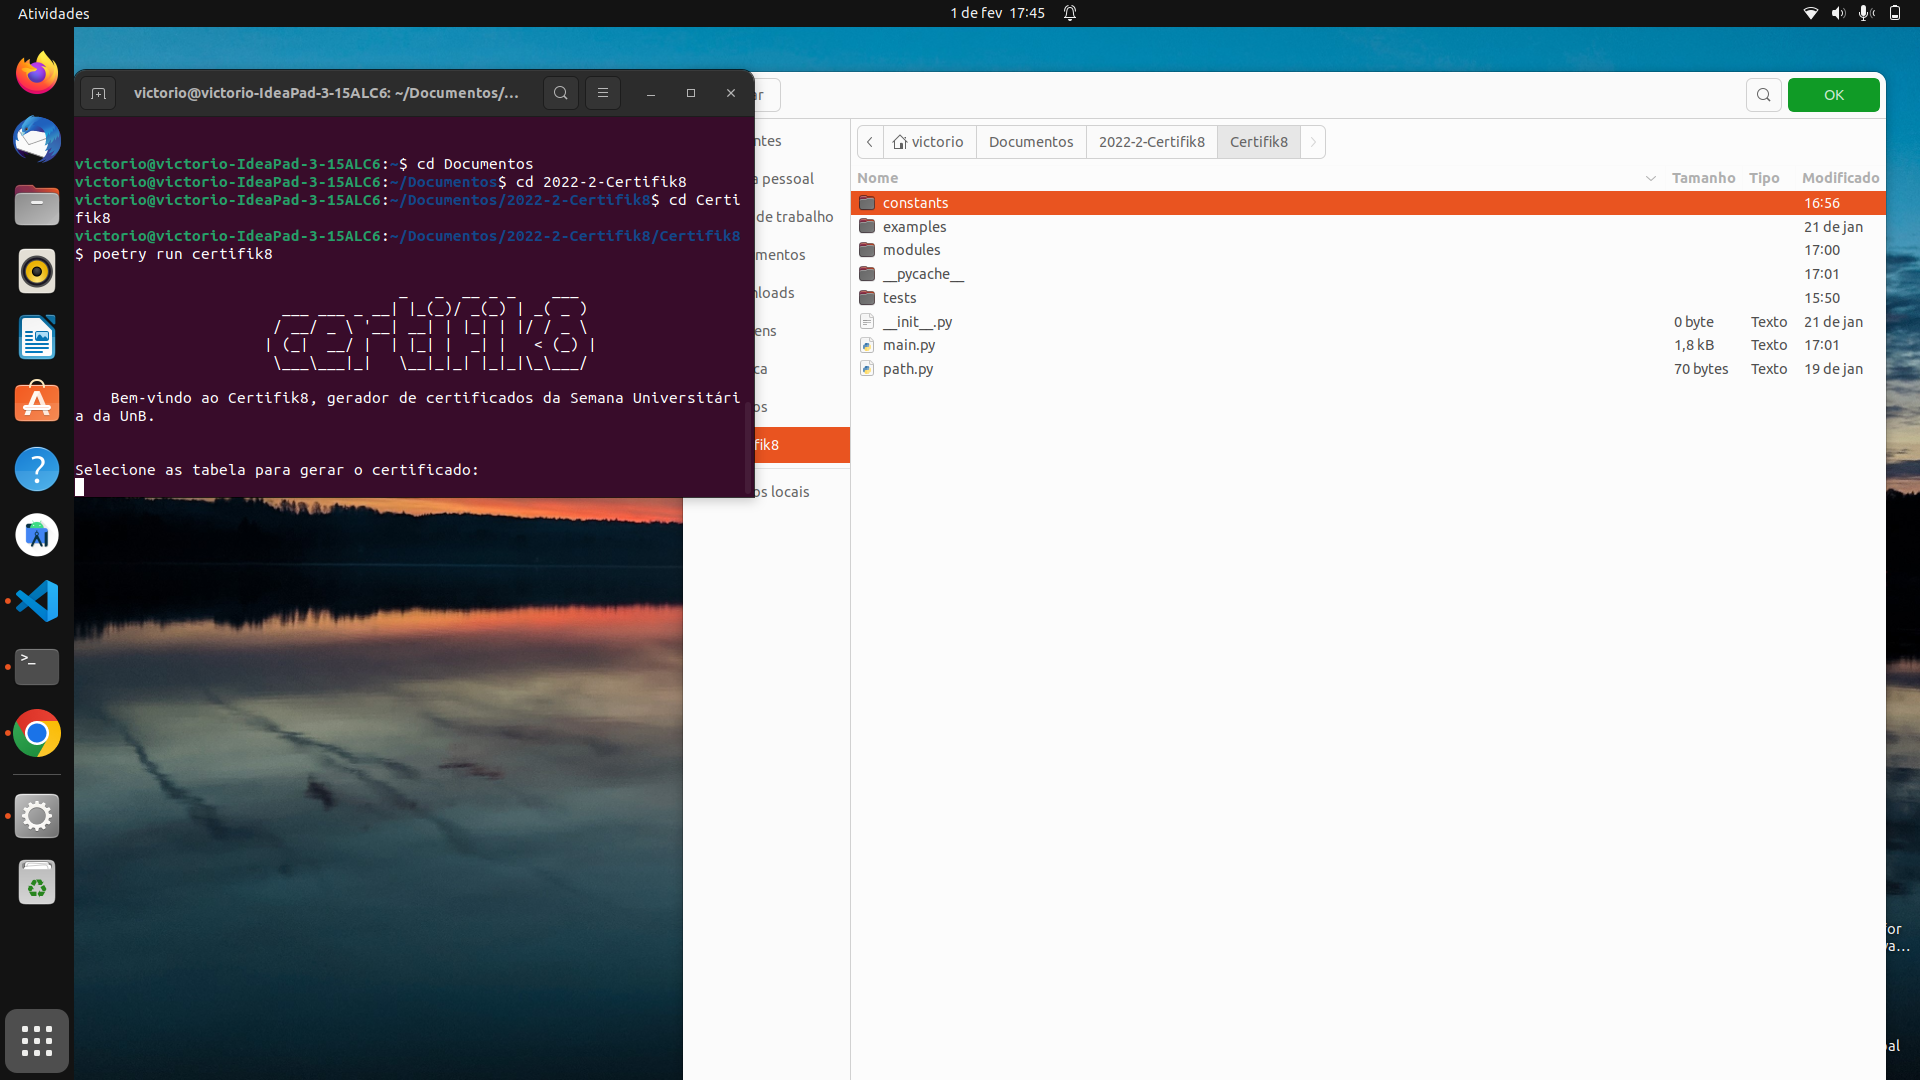 Atividades
1 de fev 17:45
victorio@victorio-IdeaPad-3-15ALC6: ~/Documentos/...
victorio@victorio-IdeaPad-3-15ALC6:~$ cd Documentos
victorio@victorio-IdeaPad-3-15ALC6:~/Documentos$ cd 2022-2-Certifik8
victorio@victorio-IdeaPad-3-15ALC6:~/Documentos/2022-2-Certifik8$ cd Certi
fik8
victorio@victorio-IdeaPad-3-15ALC6:~/Documentos/2022-2-Certifik8/Certifik8
$ poetry run certifik8
certifik8
Bem-vindo ao Certifik8, gerador de certificados da Semana Universitári
a da UnB.
Selecione as tabela para gerar o certificado:
ar
OK
ntes
a pessoal
de trabalho
mentos
nloads
ens
ca
os
fik8
os locais
victorio
Documentos
2022-2-Certifik8
Certifik8
Nome Tamanho Tipo Modificado
constants 16:56
examples 21 de jan
modules 17:00
__pycache__ 17:01
tests 15:50
__init__.py 0 byte Texto 21 de jan
main.py 1,8 kB Texto 17:01
path.py 70 bytes Texto 19 de jan
for
va...
al